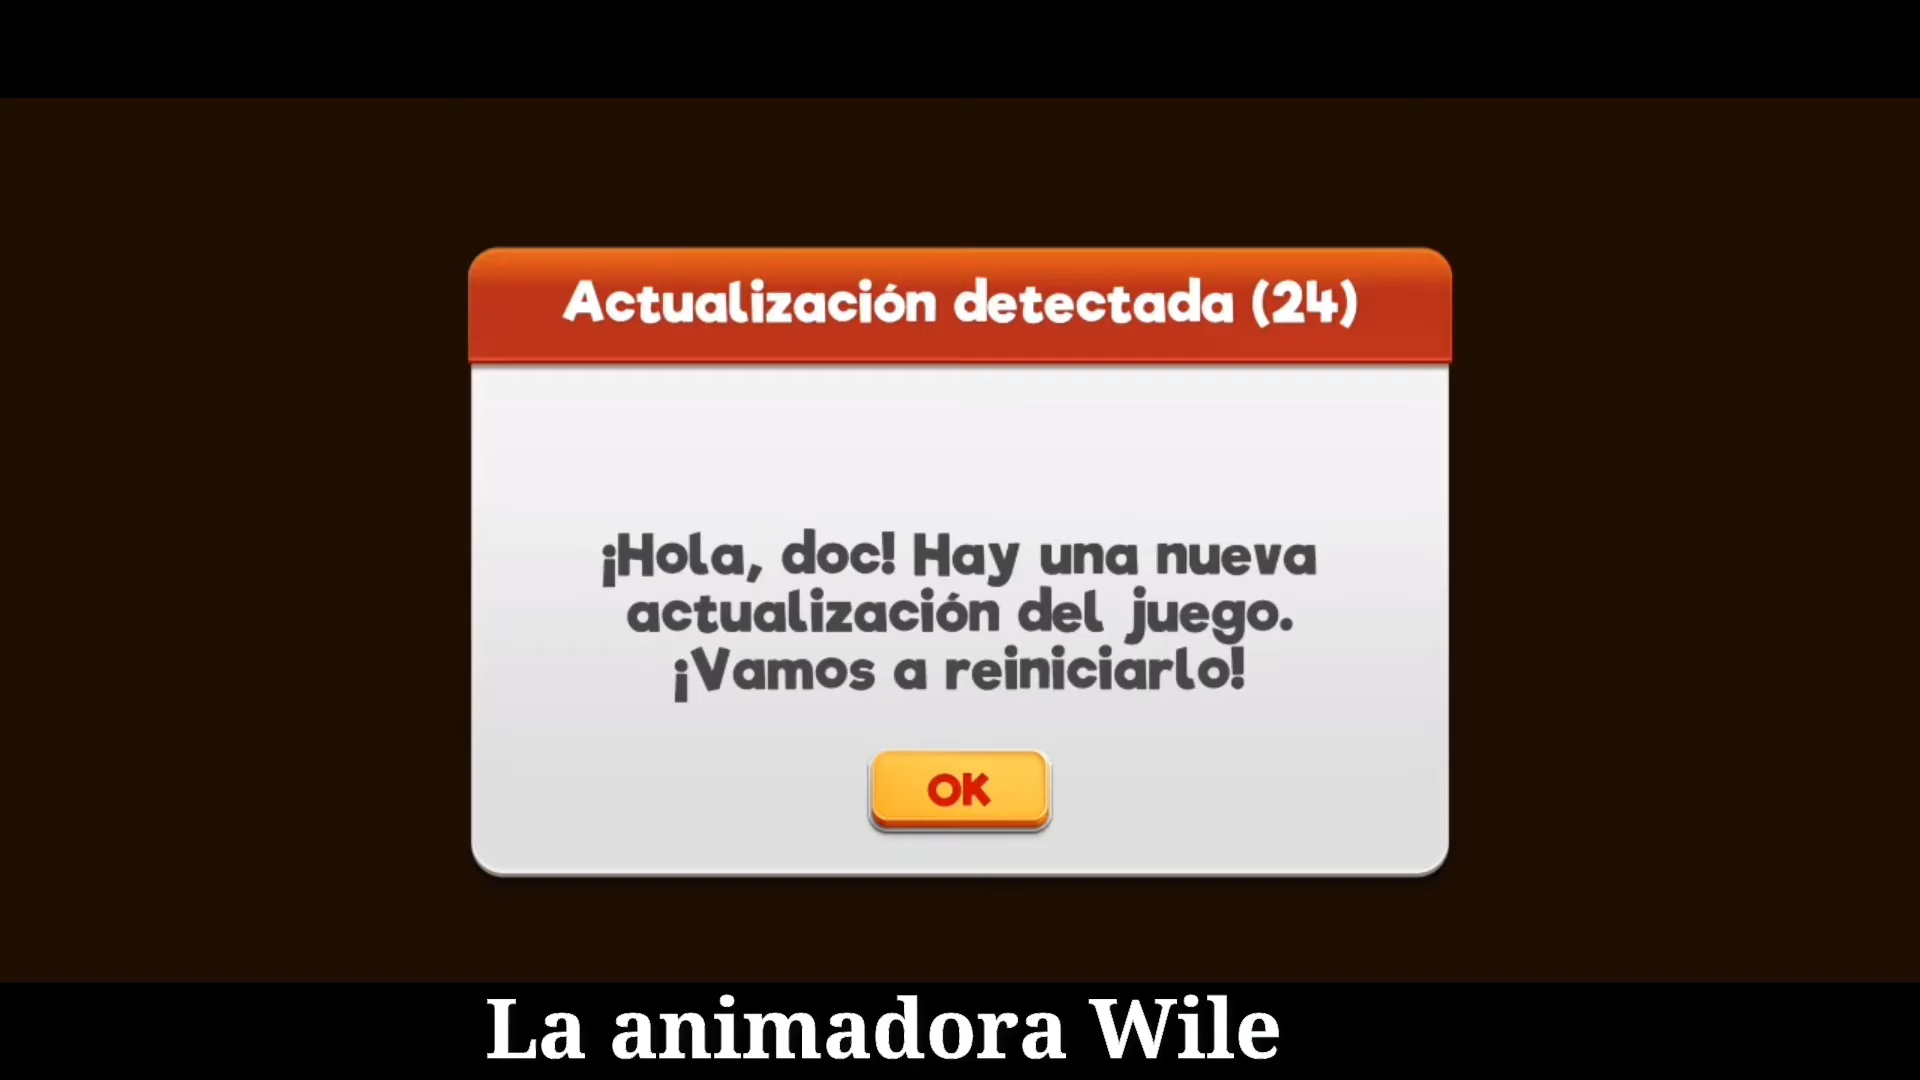 Actualización detectada (24)
¡Hola, doc! Hay una nueva
actualización del juego.
¡Vamos a reiniciarlo!
OK
La animadora Wile